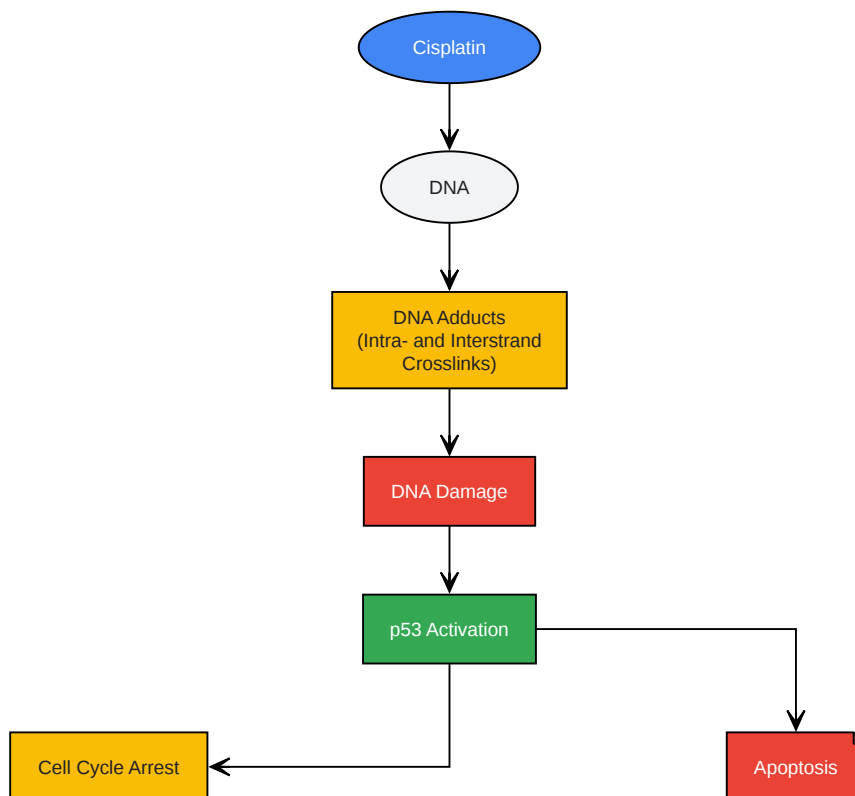 Cisplatin
DNA
DNA Adducts
(Intra- and Interstrand
Crosslinks)
DNA Damage
p53 Activation
Cell Cycle Arrest
Apoptosis